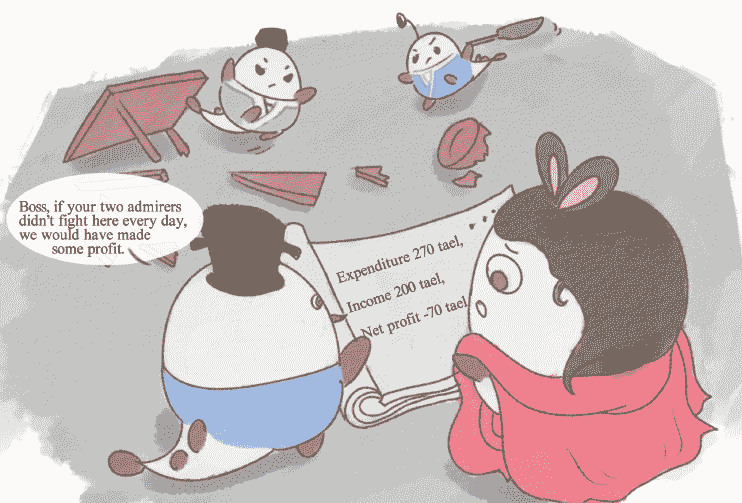 Boss, if your two admirers
didn't fight here every day,
we would have made
some profit.
Expenditure 270 tael,
Income 200 tael,
Net profit -70 tael